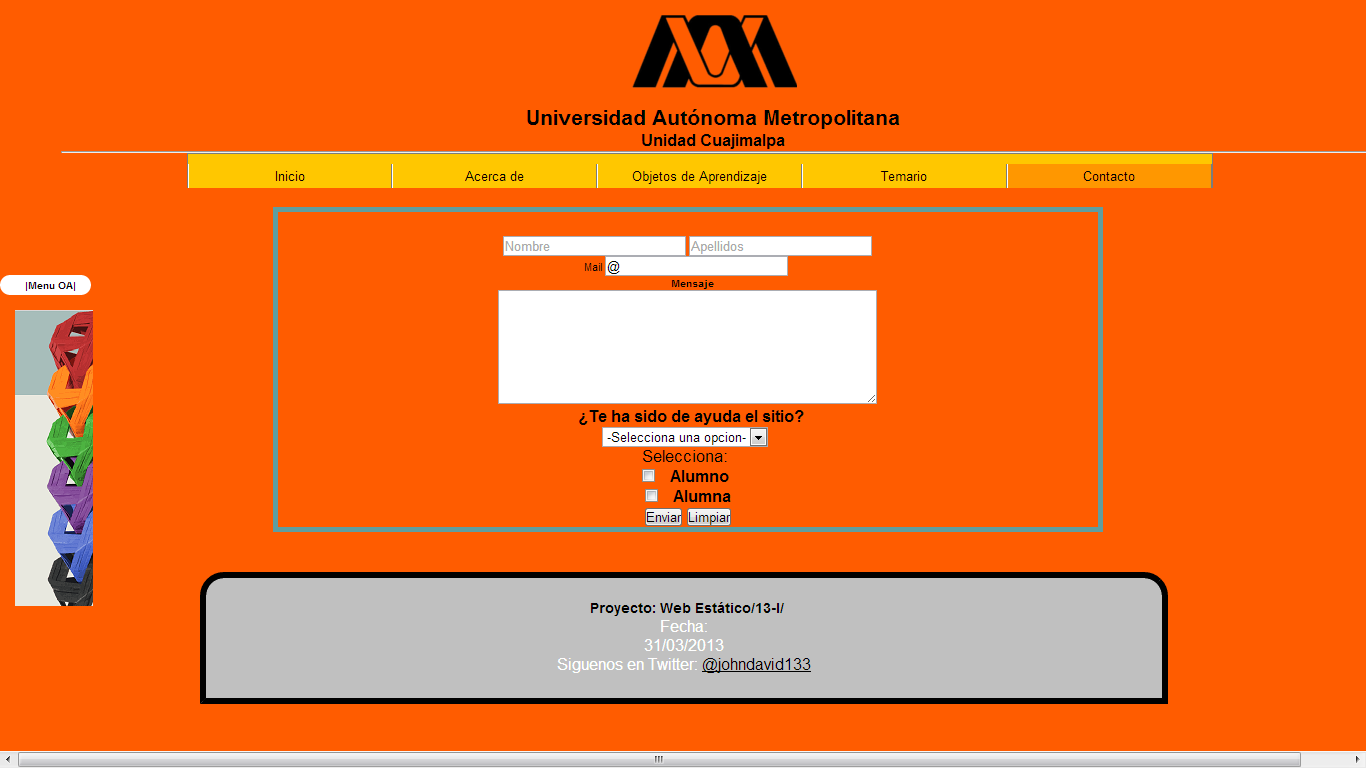 Universidad Autónoma Metropolitana
Unidad Cuajimalpa
Inicio Acerca de Objetos de Aprendizaje Temario Contacto
Nombre Apellidos
Mail @
|Menu OA| Mensaje
¿Te ha sido de ayuda el sitio?
-Selecciona una opcion-
Selecciona:
Alumno
Alumna
Enviar Limpiar
Proyecto: Web Estático/13-I/
Fecha:
31/03/2013
Siguenos en Twitter: @johndavid133